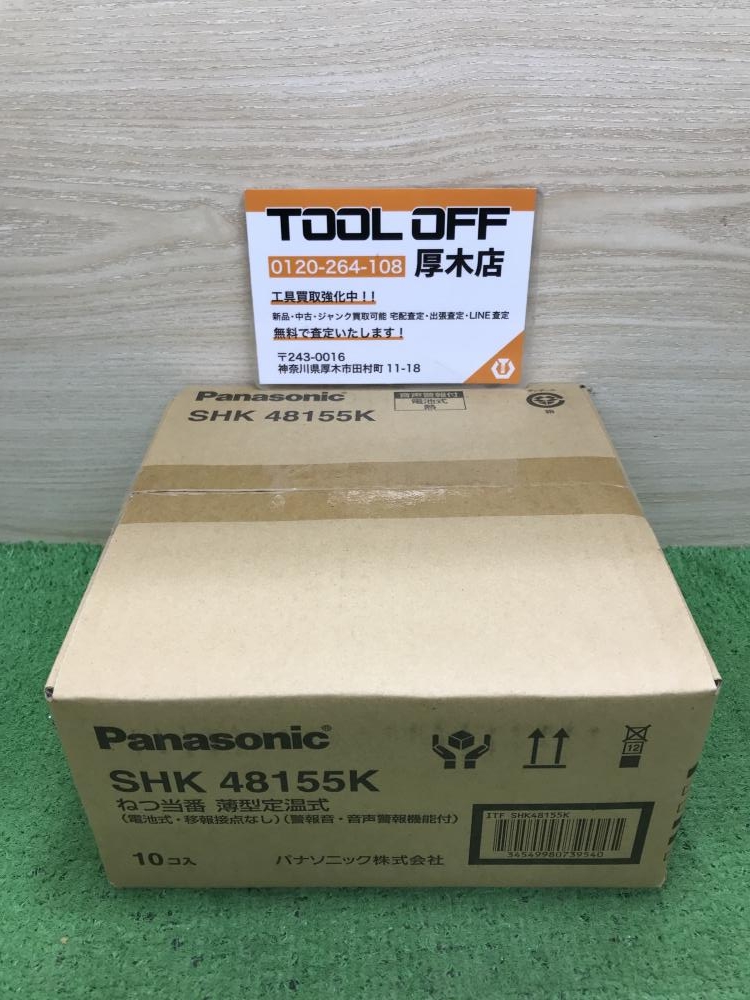 TOOL OFF
0120-264-108 厚木店
工具買取強化中！！
新品・中古・ジャンク買取可能 宅配査定・出張査定・LINE査定
無料で査定いたします！
〒243-0016
神奈川県厚木市田村町 11-18
Panasonic
SHK 48155K
音声警報付
電池式
熱
Panasonic®
SHK 48155K
ねつ当番 薄型定温式
(電池式・移報接点なし)(警報音・音声警報機能付)
10コ入
パナソニック株式会社
12
ITF SHK48155K
34549980739540